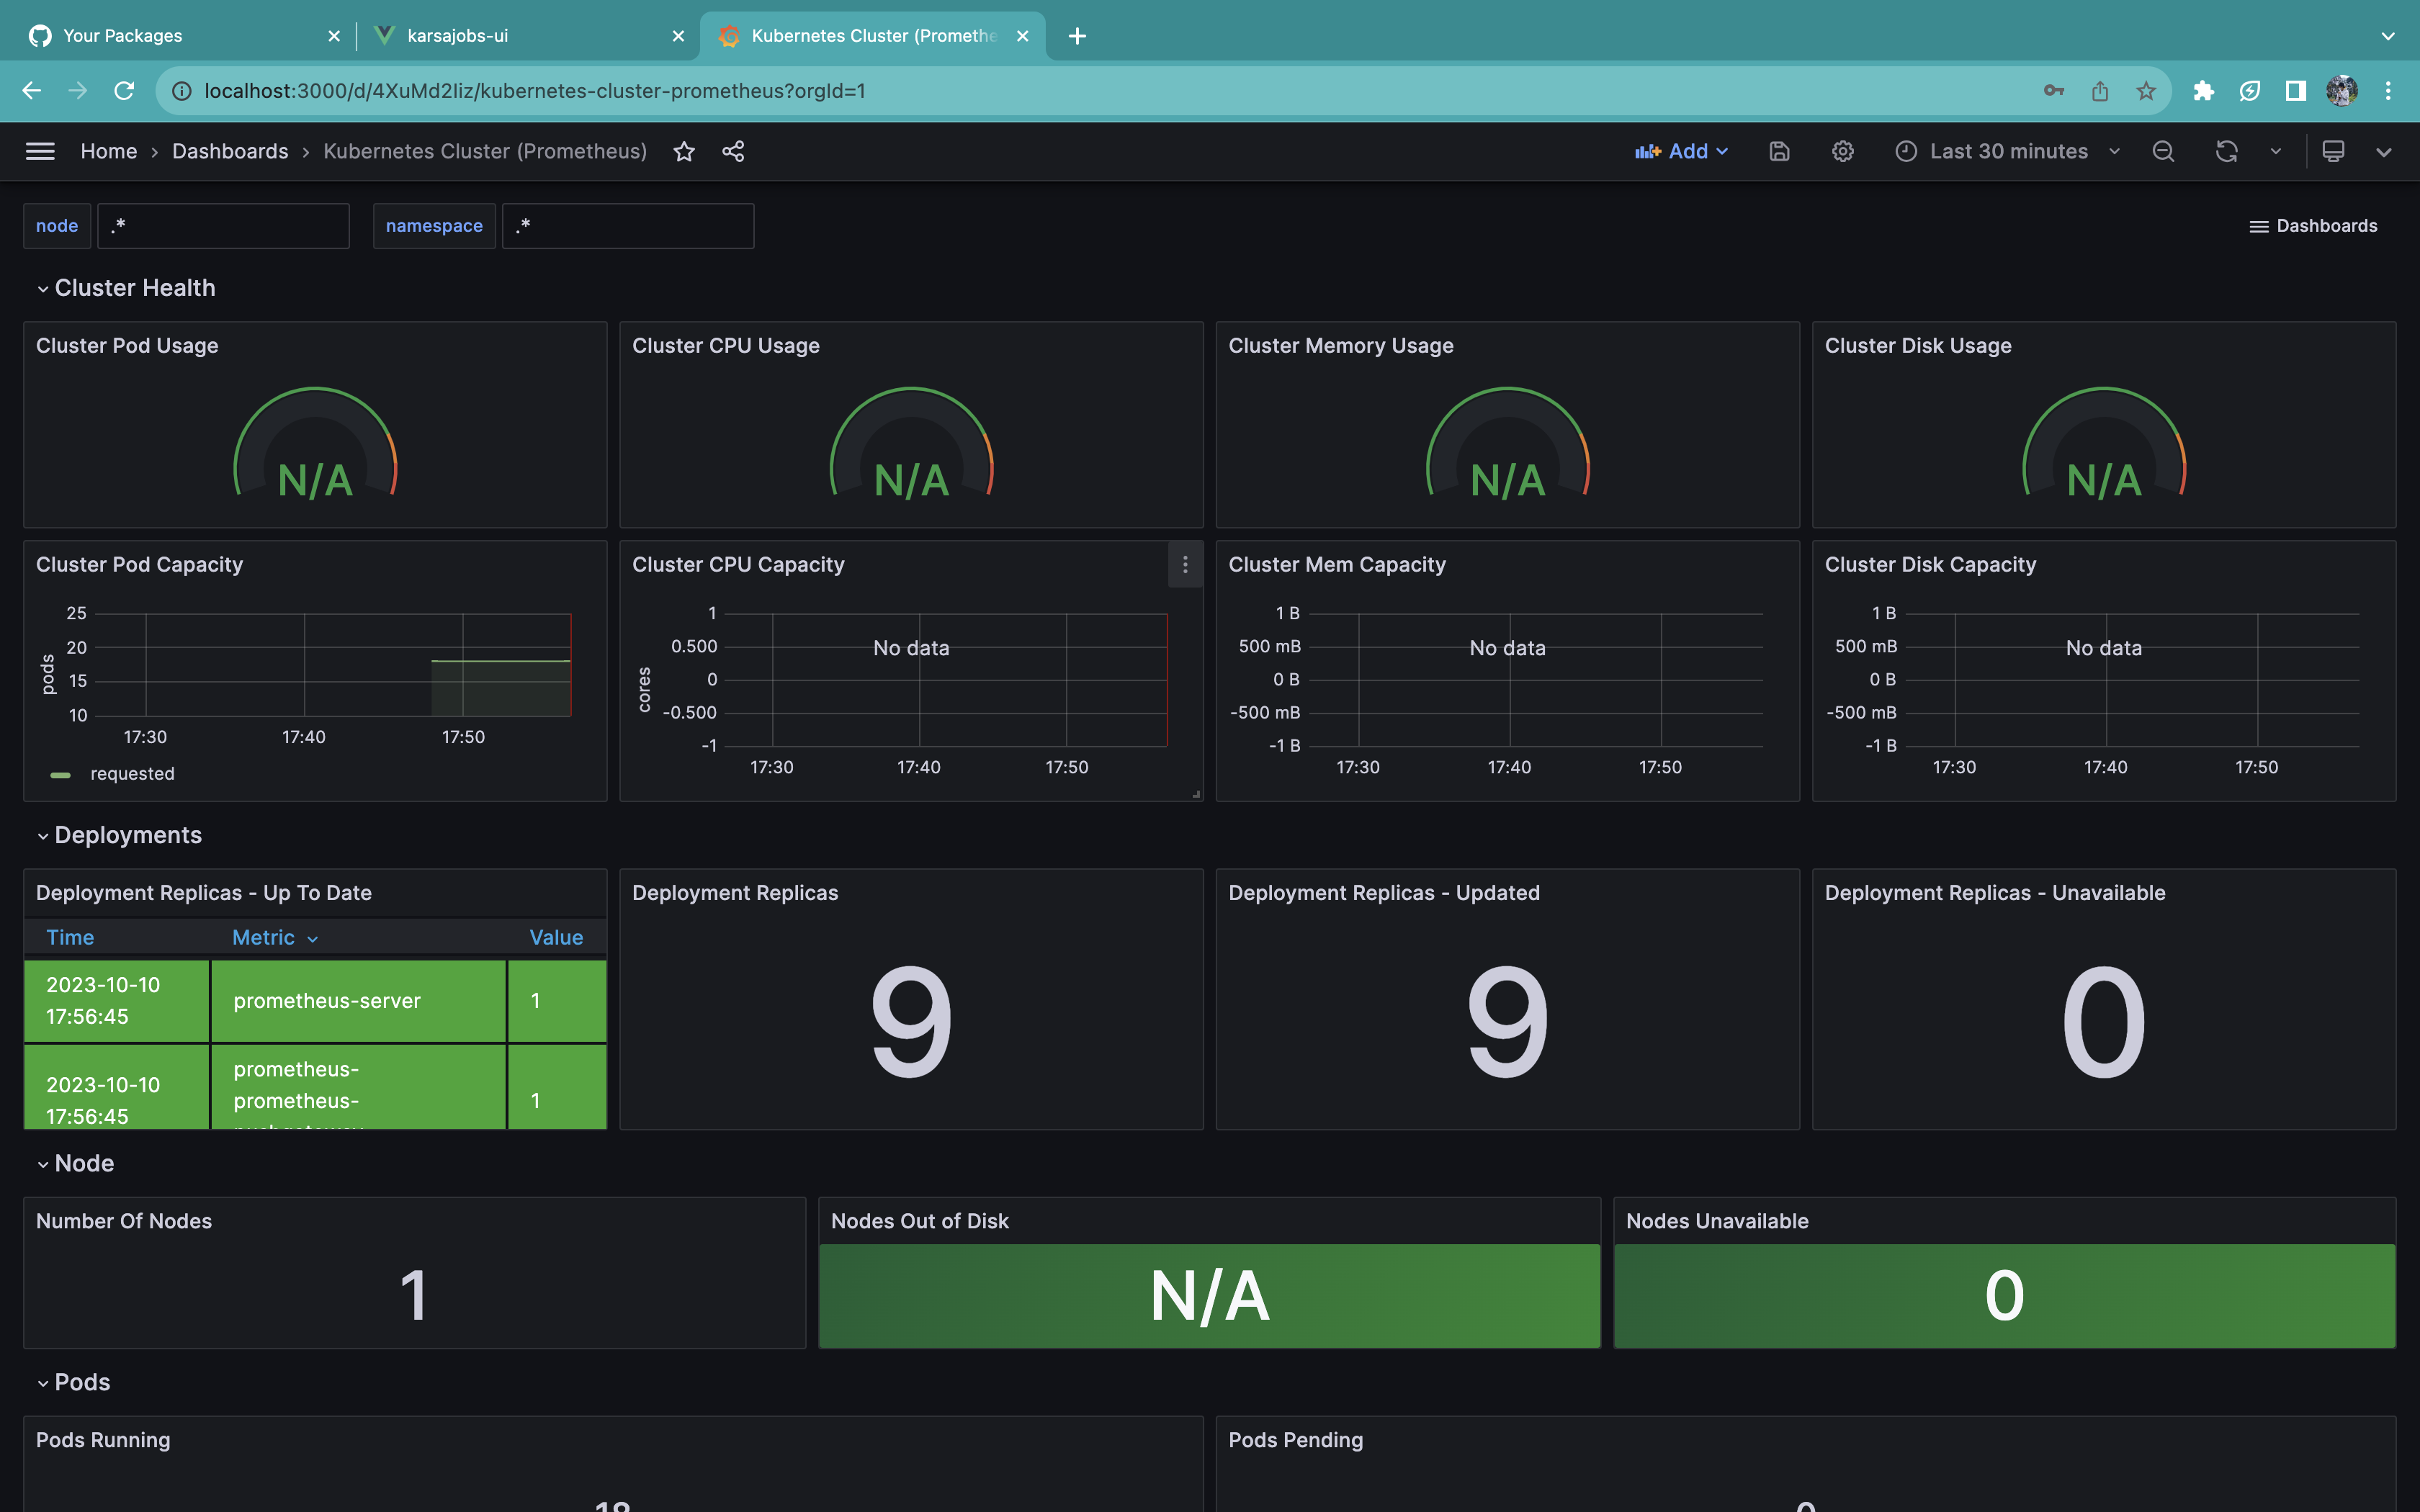 Your Packages
karsajobs-ui
Kubernetes Cluster (Promethe
localhost:3000/d/4XuMd2Iiz/kubernetes-cluster-prometheus?orgId=1
Home › Dashboards › Kubernetes Cluster (Prometheus)
Add
Last 30 minutes
node .*
namespace .*
Dashboards
Cluster Health
Cluster Pod Usage
N/A
Cluster CPU Usage
N/A
Cluster Memory Usage
N/A
Cluster Disk Usage
N/A
Cluster Pod Capacity
pods
25
20
15
10
17:30 17:40 17:50
requested
Cluster CPU Capacity
cores
1
0.500
0
-0.500
-1
No data
17:30 17:40 17:50
Cluster Mem Capacity
1 B
500 mB
0 B
-500 mB
-1 B
No data
17:30 17:40 17:50
Cluster Disk Capacity
1 B
500 mB
0 B
-500 mB
-1 B
No data
17:30 17:40 17:50
Deployments
Deployment Replicas - Up To Date
Time Metric Value
2023-10-10
17:56:45
prometheus-server
1
2023-10-10
17:56:45
prometheus-
prometheus-
1
Deployment Replicas
9
Deployment Replicas - Updated
9
Deployment Replicas - Unavailable
0
Node
Number Of Nodes
1
Nodes Out of Disk
N/A
Nodes Unavailable
0
Pods
Pods Running
18
Pods Pending
0